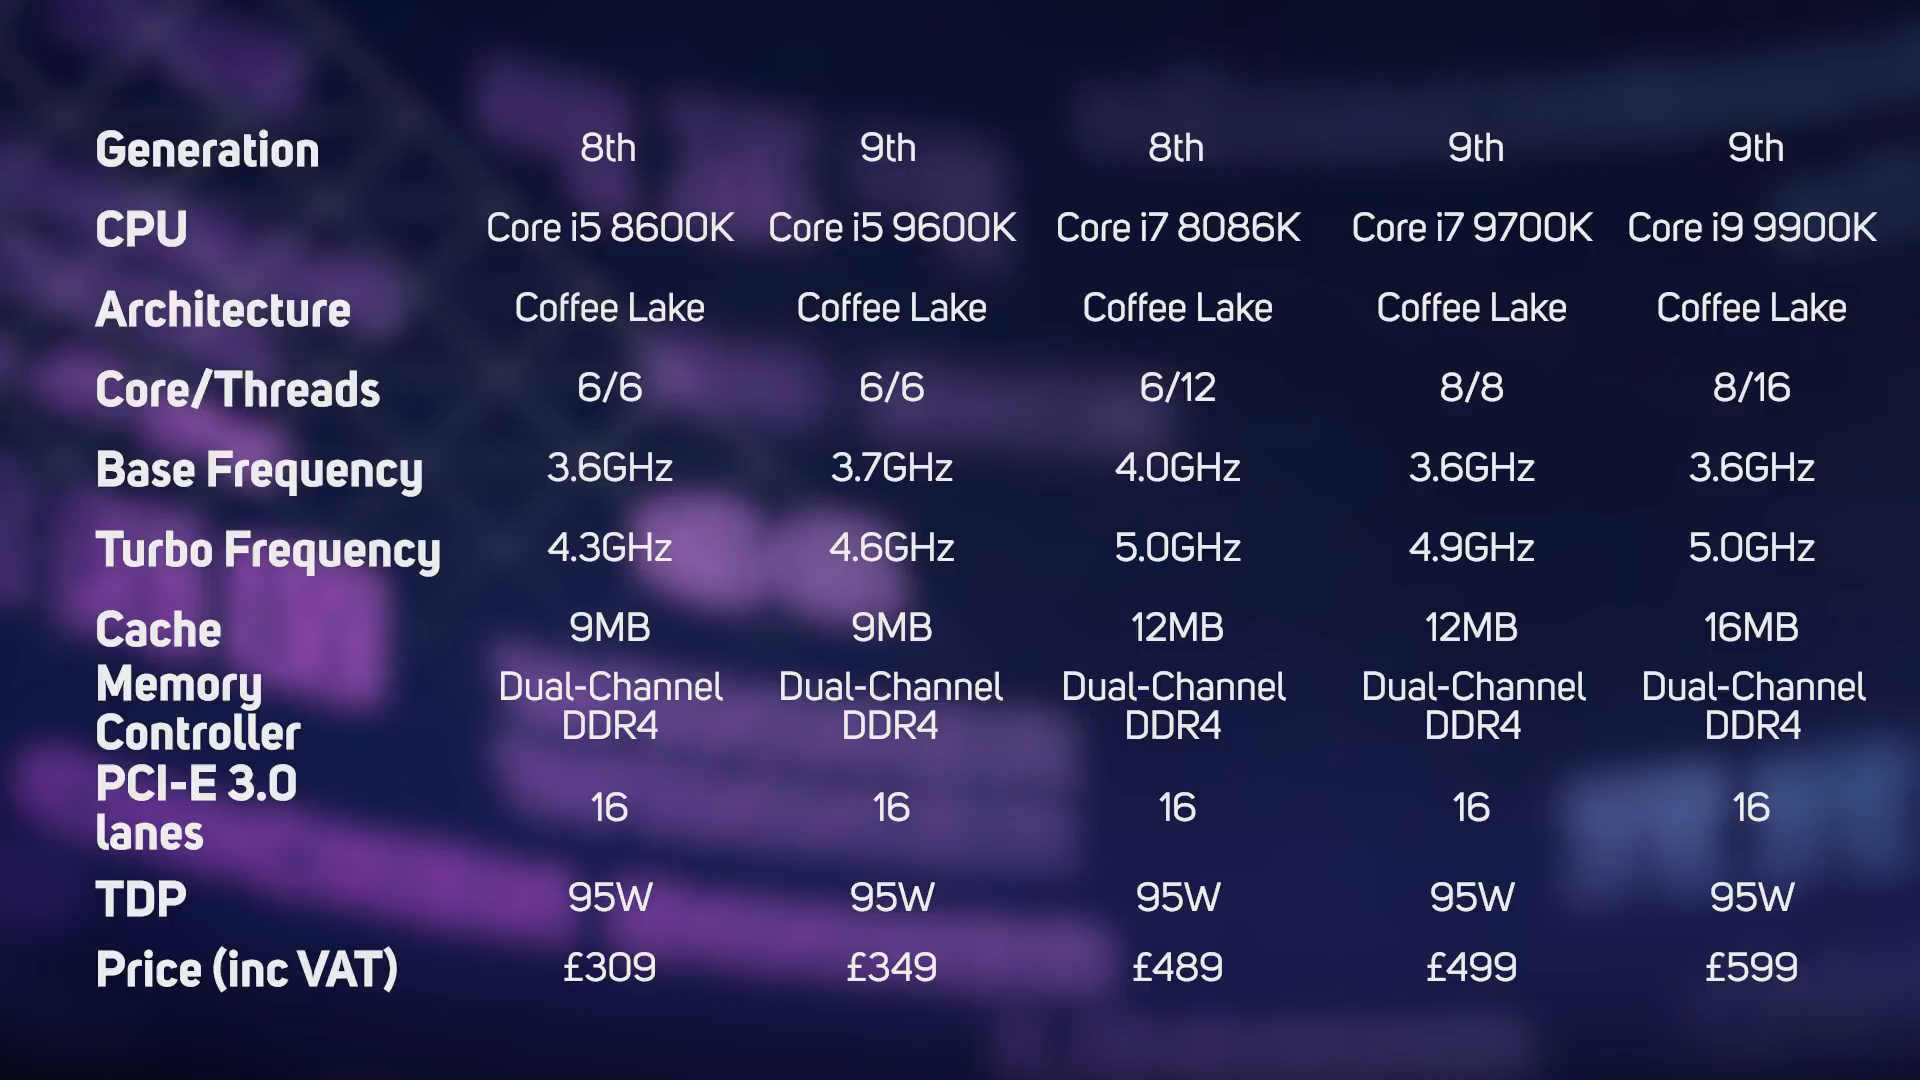 Generation 8th 9th 8th 9th 9th
CPU Core i5 8600K Core i5 9600K Core i7 8086K Core i7 9700K Core i9 9900K
Architecture Coffee Lake Coffee Lake Coffee Lake Coffee Lake Coffee Lake
Core/Threads 6/6 6/6 6/12 8/8 8/16
Base Frequency 3.6GHz 3.7GHz 4.0GHz 3.6GHz 3.6GHz
Turbo Frequency 4.3GHz 4.6GHz 5.0GHz 4.9GHz 5.0GHz
Cache 9MB 9MB 12MB 12MB 16MB
Memory Dual-Channel Dual-Channel Dual-Channel Dual-Channel Dual-Channel
Controller DDR4 DDR4 DDR4 DDR4 DDR4
PCI-E 3.0
lanes 16 16 16 16 16
TDP 95W 95W 95W 95W 95W
Price (inc VAT) £309 £349 £489 £499 £599